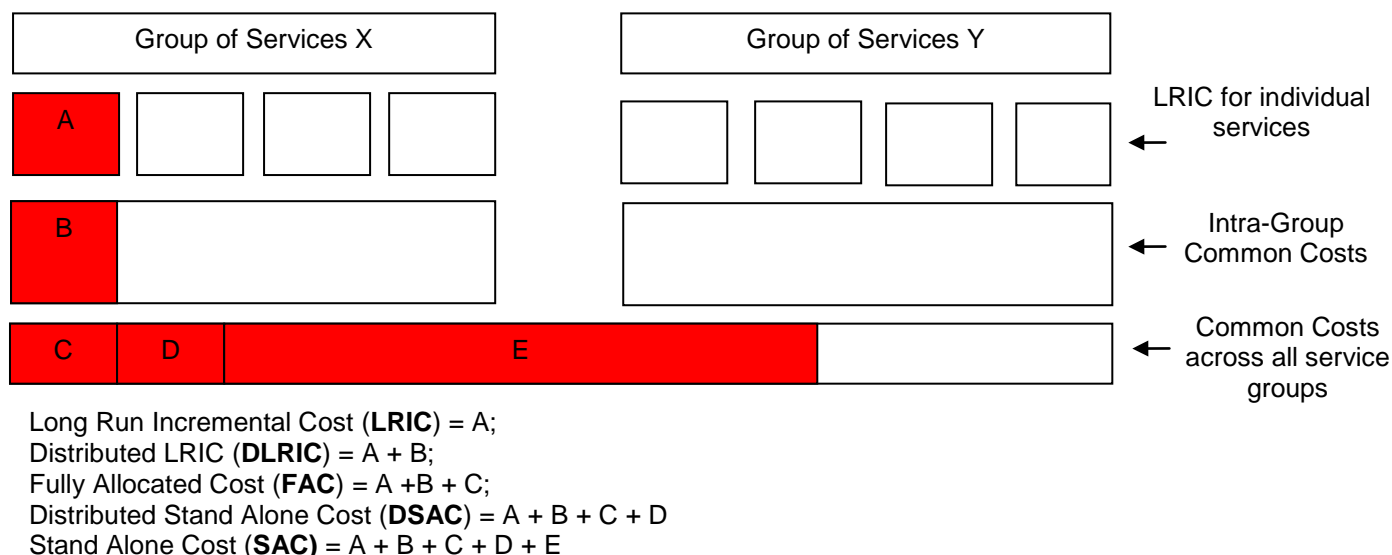 Group of Services X
Group of Services Y
A
LRIC for individual
services
B
Intra-Group
Common Costs
C
D
E
Common Costs
across all service
groups
Long Run Incremental Cost (LRIC) = A;
Distributed LRIC (DLRIC) = A + B;
Fully Allocated Cost (FAC) = A +B + C;
Distributed Stand Alone Cost (DSAC) = A + B + C + D
Stand Alone Cost (SAC) = A + B + C + D + E